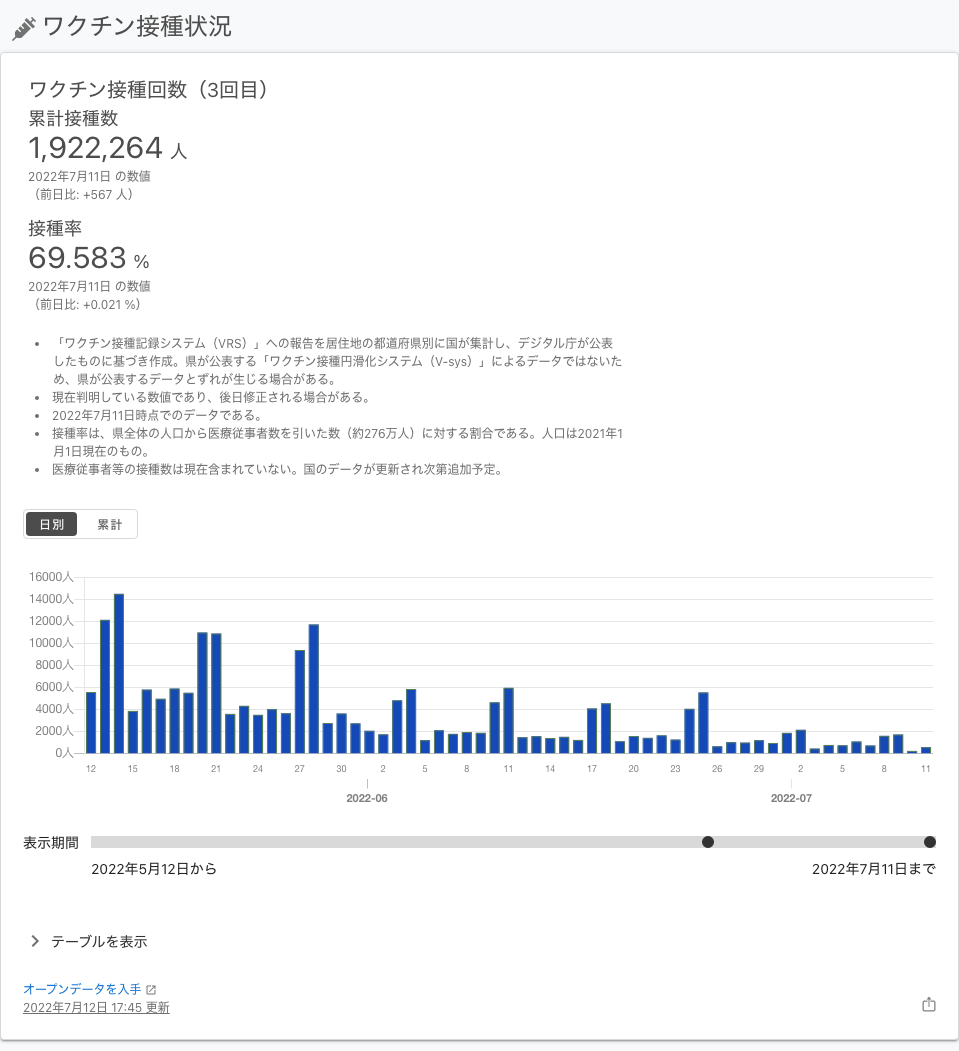 ワクチン接種状況
ワクチン接種回数（3回目）
累計接種数
1,922,264 人
2022年7月11日 の数値
（前日比: +567 人）
接種率
69.583 %
2022年7月11日 の数値
（前日比: +0.021 %）
• 「ワクチン接種記録システム（VRS）」への報告を居住地の都道府県別に国が集計し、デジタル庁が公表
したものに基づき作成。県が公表する「ワクチン接種円滑化システム（V-sys）」によるデータではないた
め、県が公表するデータとずれが生じる場合がある。
• 現在判明している数値であり、後日修正される場合がある。
• 2022年7月11日時点でのデータである。
• 接種率は、県全体の人口から医療従事者数を引いた数（約276万人）に対する割合である。人口は2021年1
月1日現在のもの。
• 医療従事者等の接種数は現在含まれていない。国のデータが更新され次第追加予定。
日別 累計
16000人
14000人
12000人
10000人
8000人
6000人
4000人
2000人
0人
12 15 18 21 24 27 30 2 5 8 11 14 17 20 23 26 29 2 5 8 11
2022-06 2022-07
表示期間
2022年5月12日から 2022年7月11日まで
テーブルを表示
オープンデータを入手
2022年7月12日 17:45 更新